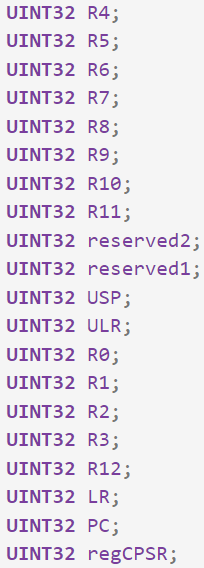 UINT32 R4;
UINT32 R5;
UINT32 R6;
UINT32 R7;
UINT32 R8;
UINT32 R9;
UINT32 R10;
UINT32 R11;
UINT32 reserved2;
UINT32 reserved1;
UINT32 USP;
UINT32 ULR;
UINT32 R0;
UINT32 R1;
UINT32 R2;
UINT32 R3;
UINT32 R12;
UINT32 LR;
UINT32 PC;
UINT32 regCPSR;